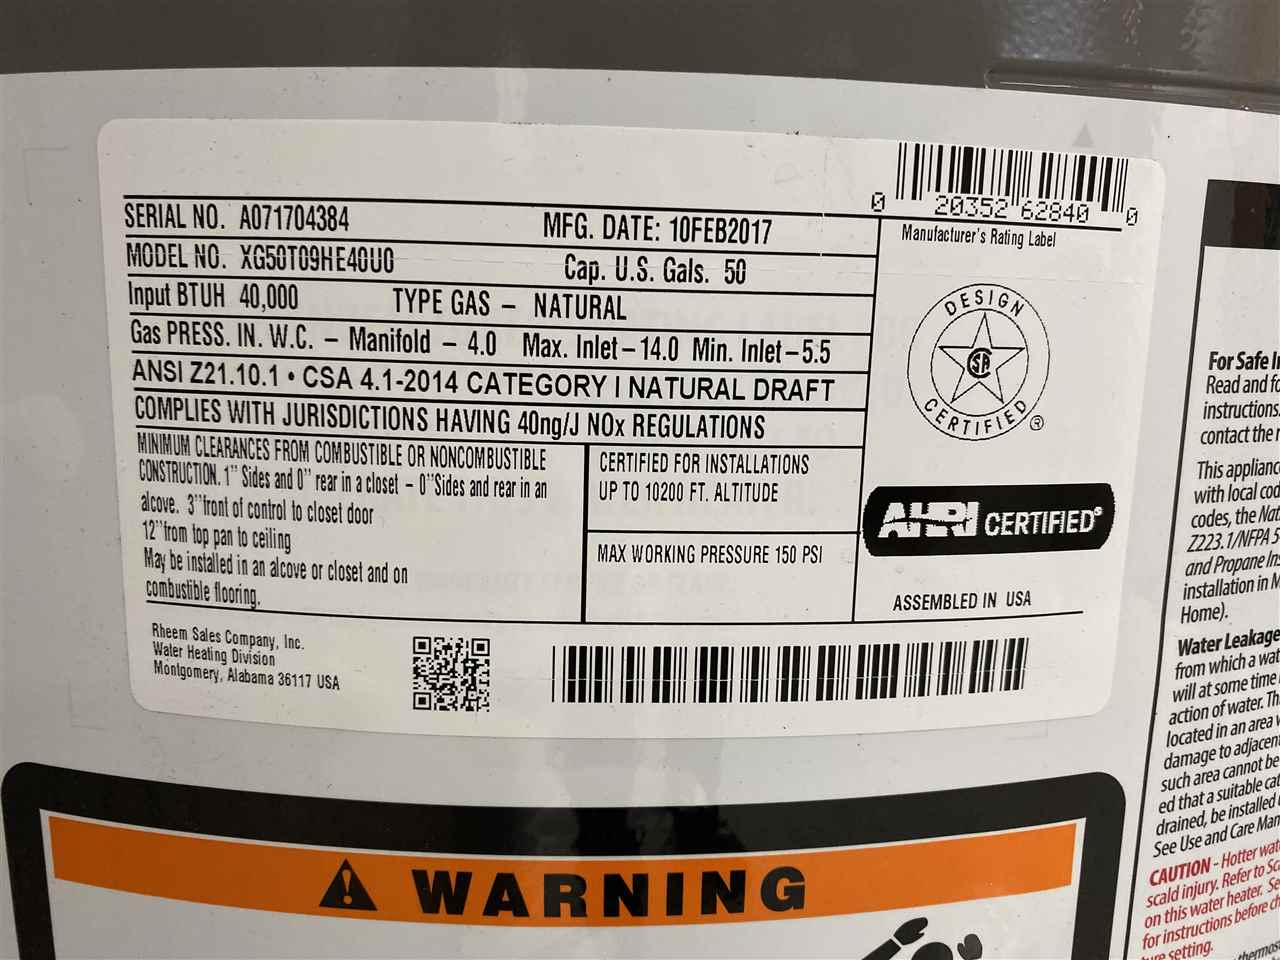 0 20352 62840 0
Manufacturer's Rating Label
SERIAL NO. A071704384 MFG. DATE: 10FEB2017
MODEL NO. XG50T09HE40U0 Cap. U.S. Gals. 50
Input BTUH 40,000 TYPE GAS – NATURAL
Gas PRESS. IN. W.C. – Manifold – 4.0 Max. Inlet–14.0 Min. Inlet–5.5
ANSI Z21.10.1 • CSA 4.1-2014 CATEGORY I NATURAL DRAFT
COMPLIES WITH JURISDICTIONS HAVING 40ng/J NOx REGULATIONS
MINIMUM CLEARANCES FROM COMBUSTIBLE OR NONCOMBUSTIBLE
CONSTRUCTION. 1" Sides and 0" rear in a closet – 0"Sides and rear in an
alcove. 3"front of control to closet door
12"from top pan to ceiling
May be installed in an alcove or closet and on
combustible flooring.
CERTIFIED FOR INSTALLATIONS
UP TO 10200 FT. ALTITUDE
MAX WORKING PRESSURE 150 PSI
DESIGN
CSA
CERTIFIED ®
AHRI CERTIFIED®
ASSEMBLED IN USA
Rheem Sales Company, Inc.
Water Heating Division
Montgomery, Alabama 36117 USA
WARNING
For Safe
Read and
instructions.
contact the
This
with local
codes, the
Z223.1/NFPA
and Propane
installation in
Home).
Water Leakage
from which a
will at some time
action of water.
located in an area
damage to
such area cannot be
ed that a suitable
drained, be installed
See Use and Care
CAUTION - Hotter
scald injury. Refer to
on this water heater.
for instructions before
setting.